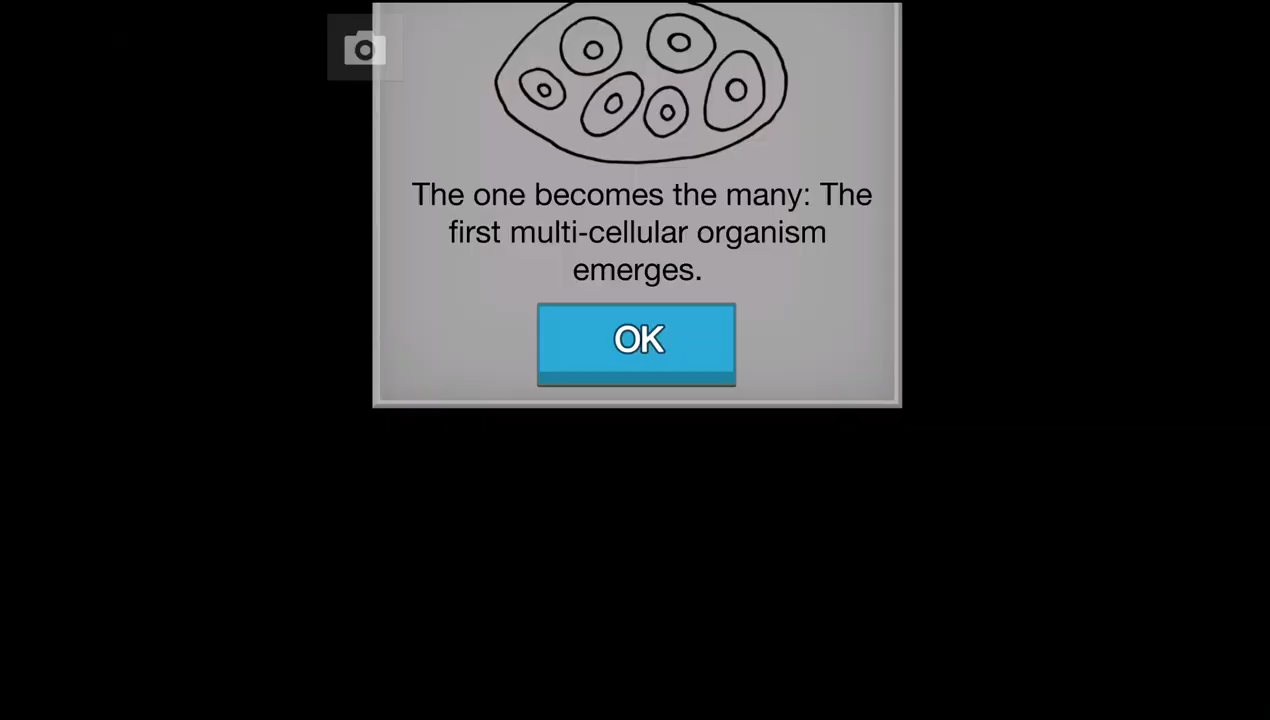 The one becomes the many: The
first multi-cellular organism
emerges.
OK